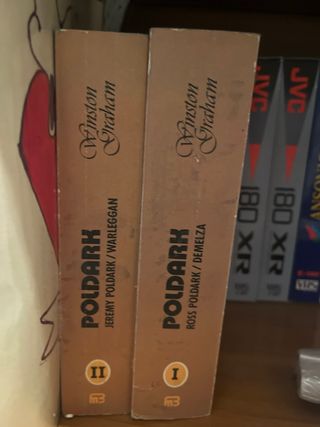 Winston
Graham
POLDARK
JEREMY POLDARK / WARLEGGAN
II
Winston
Graham
POLDARK
ROSS POLDARK / DEMELZA
I
JVC
180 XR
JVC
180 XR